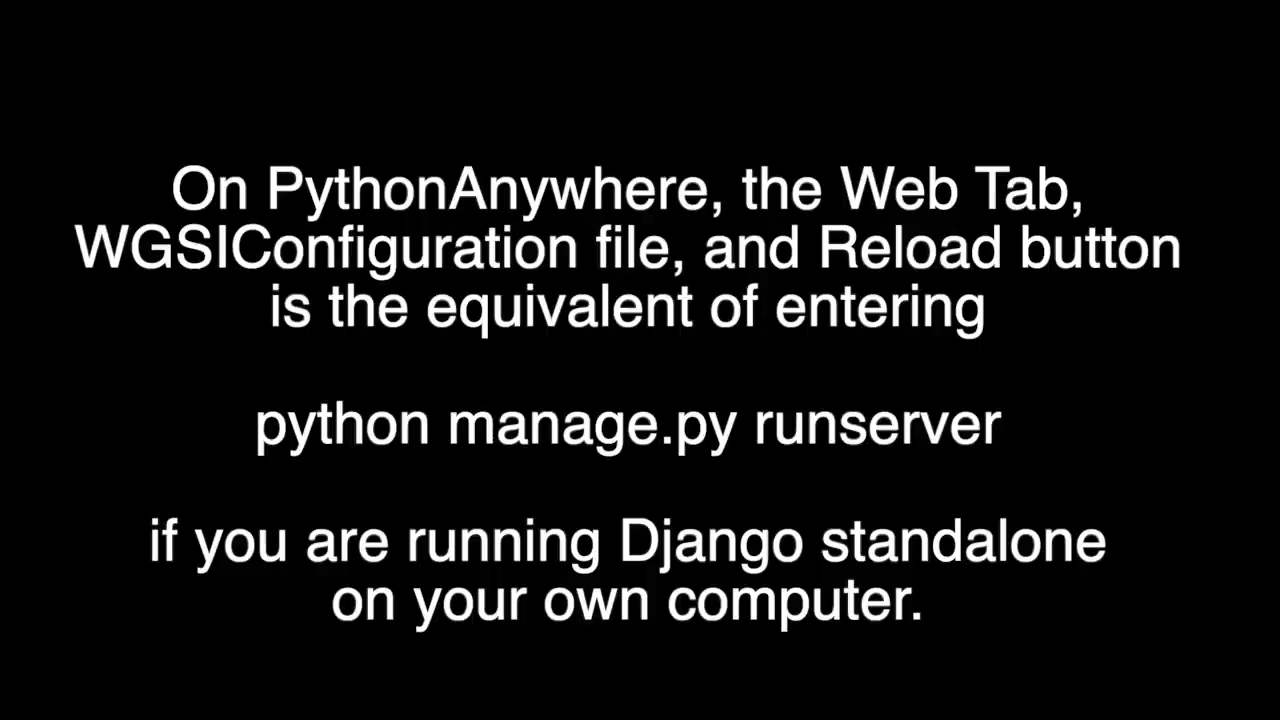 On PythonAnywhere, the Web Tab,
WGSIConfiguration file, and Reload button
is the equivalent of entering
python manage.py runserver
if you are running Django standalone
on your own computer.